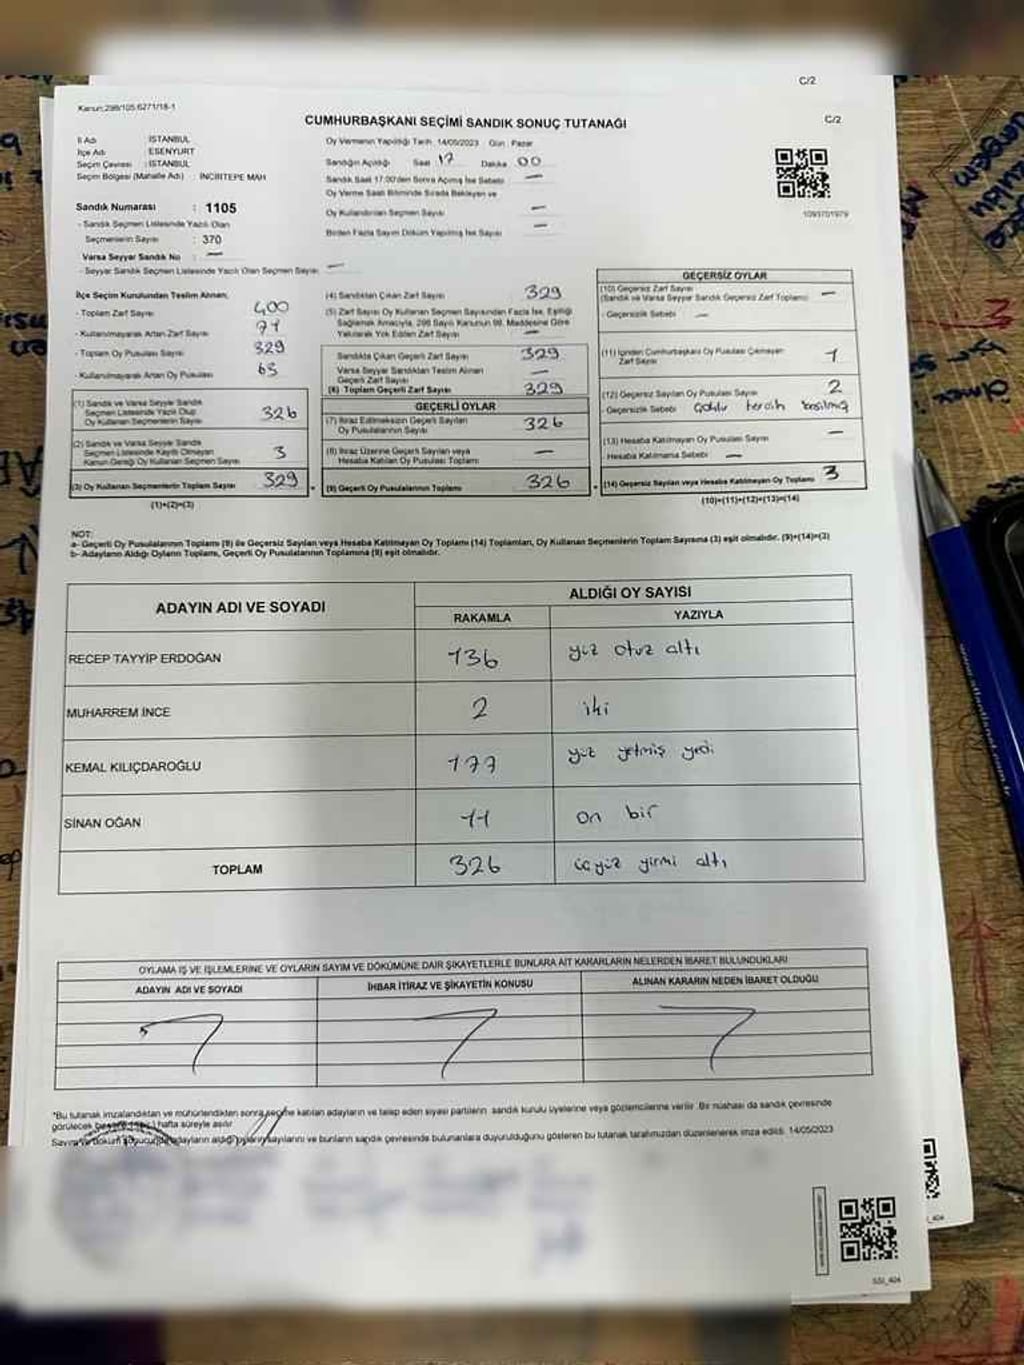 C/2
Kanun:298/105 6271/18-1
CUMHURBAŞKANI SEÇİMİ SANDIK SONUÇ TUTANAĞI
C/2
İl Adı : İSTANBUL
İlçe Adı : ESENYURT
Seçim Çevresi : İSTANBUL
Seçim Bölgesi (Mahalle Adı) : İNCİRTEPE MAH
Sandık Numarası : 1105
- Sandık Seçmen Listesinde Yazılı Olan
Seçmenlerin Sayısı : 370
Varsa Seyyar Sandık No : —
- Seyyar Sandık Seçmen Listesinde Yazılı Olan Seçmen Sayısı —
Oy Vermenin Yapıldığı Tarih: 14/05/2023 Gün: Pazar
Sandığın Açıldığı Saat 17 Dakika 00
Sandık Saat 17:00'den Sonra Açılmış İse Sebebi —
Oy Verme Saati Bitiminde Sırada Bekleyen ve
Oy Kullandırılan Seçmen Sayısı —
Birden Fazla Sayım Döküm Yapılmış İse Sayısı —
1093701979
İlçe Seçim Kurulundan Teslim Alınan;
- Toplam Zarf Sayısı 400
- Kullanılmayarak Artan Zarf Sayısı 71
- Toplam Oy Pusulası Sayısı 329
- Kullanılmayarak Artan Oy Pusulası 63
(1) Sandık ve Varsa Seyyar Sandık
Seçmen Listesinde Yazılı Olup
Oy Kullanan Seçmenlerin Sayısı 326
(2) Sandık ve Varsa Seyyar Sandık
Seçmen Listesinde Kayıtlı Olmayan
Kanun Gereği Oy Kullanan Seçmen Sayısı 3
(3) Oy Kullanan Seçmenlerin Toplam Sayısı 329
(1)+(2)=(3)
(4) Sandıktan Çıkan Zarf Sayısı 329
(5) Zarf Sayısı Oy Kullanan Seçmen Sayısından Fazla İse, Eşitliği
Sağlamak Amacıyla, 298 Sayılı Kanunun 98. Maddesine Göre
Yakılarak Yok Edilen Zarf Sayısı —
Sandıkta Çıkan Geçerli Zarf Sayısı 329
Varsa Seyyar Sandıktan Teslim Alınan
Geçerli Zarf Sayısı —
(6) Toplam Geçerli Zarf Sayısı 329
GEÇERLİ OYLAR
(7) İtiraz Edilmeksizin Geçerli Sayılan
Oy Pusulalarının Sayısı 326
(8) İtiraz Üzerine Geçerli Sayılan veya
Hesaba Katılan Oy Pusulası Toplamı —
(9) Geçerli Oy Pusulalarının Toplamı 326
GEÇERSİZ OYLAR
(10) Geçersiz Zarf Sayısı
(Sandık ve Varsa Seyyar Sandık Geçersiz Zarf Toplamı) —
- Geçersizlik Sebebi —
(11) İçinden Cumhurbaşkanı Oy Pusulası Çıkmayan
Zarf Sayısı 1
(12) Geçersiz Sayılan Oy Pusulası Sayısı 2
- Geçersizlik Sebebi tercih basılmış
(13) Hesaba Katılmayan Oy Pusulası Sayısı —
Hesaba Katılmama Sebebi —
(14) Geçersiz Sayılan veya Hesaba Katılmayan Oy Toplamı 3
(10)+(11)+(12)+(13)=(14)
NOT:
a- Geçerli Oy Pusulalarının Toplamı (9) ile Geçersiz Sayılan veya Hesaba Katılmayan Oy Toplamı (14) Toplamları, Oy Kullanan Seçmenlerin Toplam Sayısına (3) eşit olmalıdır. (9)+(14)=(3)
b- Adayların Aldığı Oyların Toplamı, Geçerli Oy Pusulalarının Toplamına (9) eşit olmalıdır.
ADAYIN ADI VE SOYADI
ALDIĞI OY SAYISI
RAKAMLA YAZIYLA
RECEP TAYYİP ERDOĞAN 136 yüz otuz altı
MUHARREM İNCE 2 iki
KEMAL KILIÇDAROĞLU 177 yüz yetmiş yedi
SİNAN OĞAN 11 on bir
TOPLAM 326 üçyüz yirmi altı
OYLAMA İŞ VE İŞLEMLERİNE VE OYLARIN SAYIM VE DÖKÜMÜNE DAİR ŞİKAYETLERLE BUNLARA AİT KARARLARIN NELERDEN İBARET BULUNDUKLARI
ADAYIN ADI VE SOYADI
İHBAR İTİRAZ VE ŞİKAYETİN KONUSU
ALINAN KARARIN NEDEN İBARET OLDUĞU
*Bu tutanak imzalandıktan ve mühürlendikten sonra seçime katılan adayların ve talep eden siyasi partilerin sandık kurulu üyelerine veya gözlemcilerine verilir. Bir nüshası da sandık çevresinde
görülecek hafta süreyle asılır.
Sayım ve döküm sonucunda adayların aldığı oyların sayılarını ve bunların sandık çevresinde bulunanlara duyurulduğunu gösteren bu tutanak tarafımızdan düzenlenerek imza edildi. 14/05/2023
SSI_404